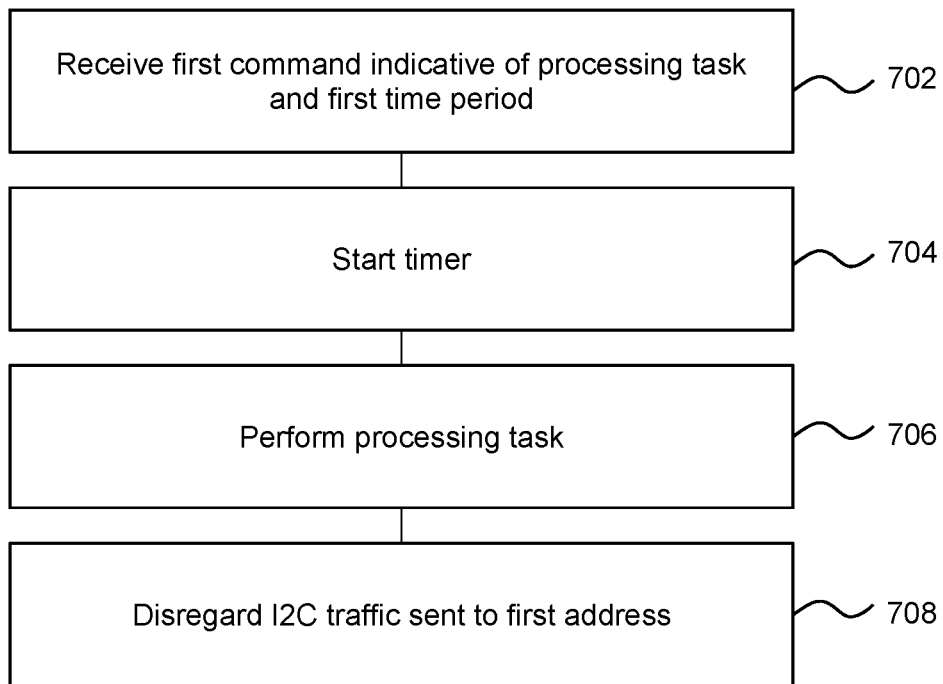 Receive first command indicative of processing task
and first time period
702
Start timer
704
Perform processing task
706
Disregard I2C traffic sent to first address
708